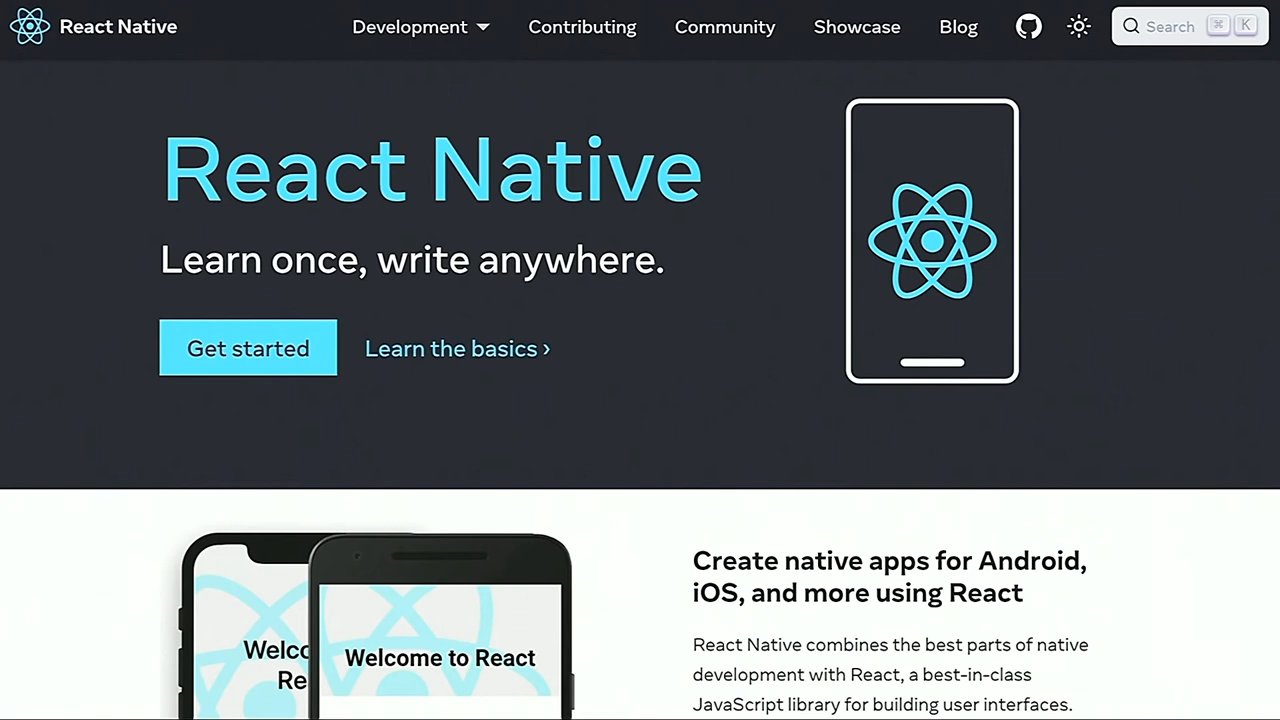 React Native
Development
Contributing
Community
Showcase
Blog
Search
⌘
K
React Native
Learn once, write anywhere.
Get started
Learn the basics ›
Welcome to React
Create native apps for Android,
iOS, and more using React
React Native combines the best parts of native
development with React, a best-in-class
JavaScript library for building user interfaces.